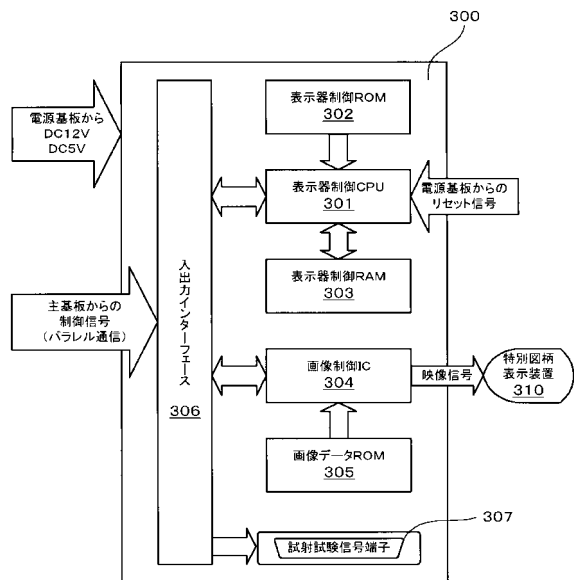 300
電源基板から
DC12V
DC5V
表示器制御ROM
302
表示器制御CPU
301
電源基板からの
リセット信号
表示器制御RAM
303
主基板からの
制御信号
(パラレル通信)
入出力インターフェース
306
画像制御IC
304
映像信号
特別図柄
表示装置
310
画像データROM
305
307
試射試験信号端子